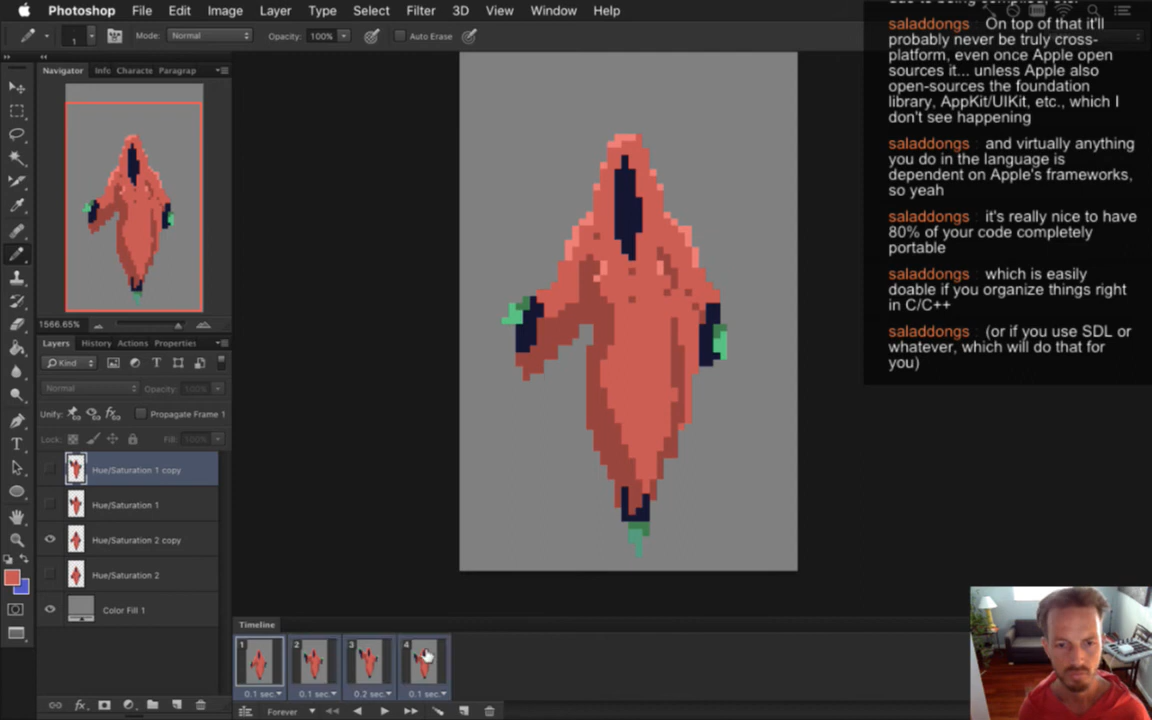 Photoshop File Edit Image Layer Type Select Filter 3D View Window Help
1 Mode: Normal Opacity: 100% Auto Erase
Navigator Info Characte Paragrap
1566.65%
Layers History Actions Properties
Kind
Normal Opacity: 100%
Unify: Propagate Frame 1
Lock: Fill: 100%
Hue/Saturation 1 copy
Hue/Saturation 1
Hue/Saturation 2 copy
Hue/Saturation 2
Color Fill 1
fx
Timeline
1 2 3 4
0.1 sec. 0.1 sec. 0.2 sec. 0.1 sec.
Forever
saladdongs : On top of that it'll
probably never be truly cross-
platform, even once Apple open
sources it... unless Apple also
open-sources the foundation
library, AppKit/UIKit, etc., which I
don't see happening
saladdongs : and virtually anything
you do in the language is
dependent on Apple's frameworks,
so yeah
saladdongs : it's really nice to have
80% of your code completely
portable
saladdongs : which is easily
doable if you organize things right
in C/C++
saladdongs : (or if you use SDL or
whatever, which will do that for
you)